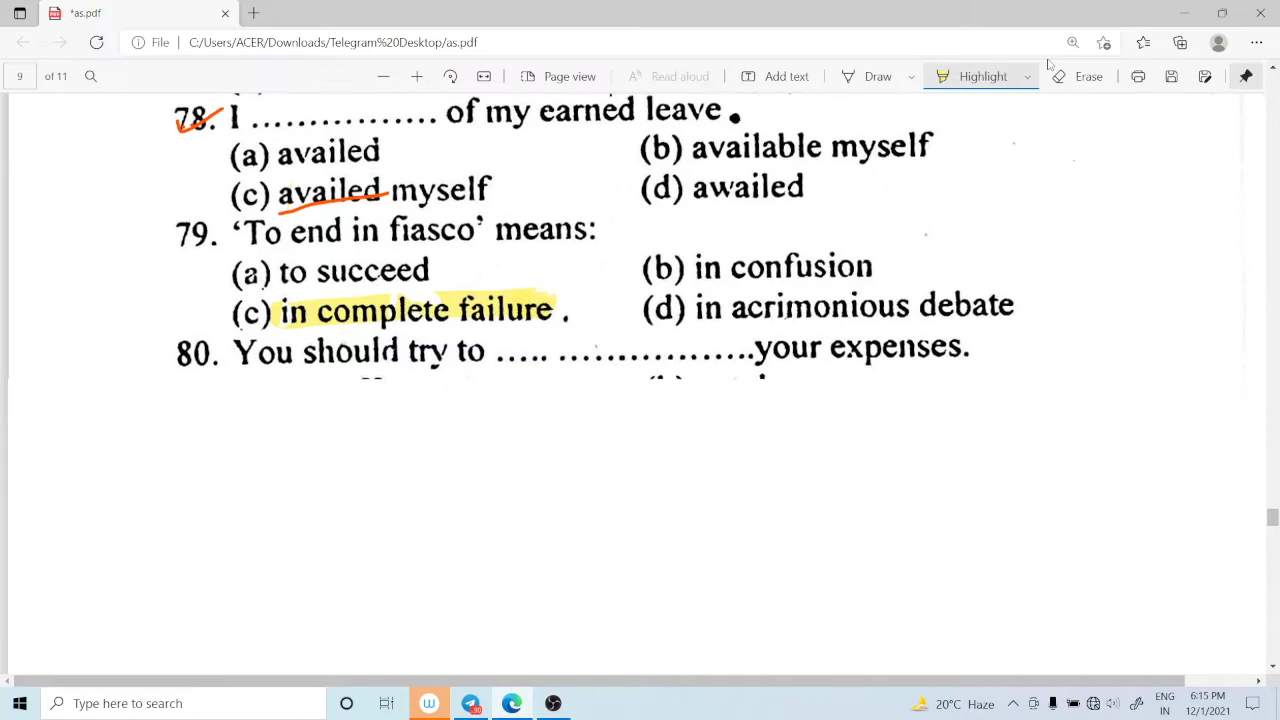 *as.pdf
File C:/Users/ACER/Downloads/Telegram%20Desktop/as.pdf
9 of 11 Page view Read aloud Add text Draw Highlight Erase
78. I ................ of my earned leave.
(a) availed (b) available myself
(c) availed myself (d) awailed
79. ‘To end in fiasco’ means:
(a) to succeed (b) in confusion
(c) in complete failure . (d) in acrimonious debate
80. You should try to ..... ...................your expenses.
Type here to search 90 20°C Haze ENG 6:15 PM
IN 12/1/2021